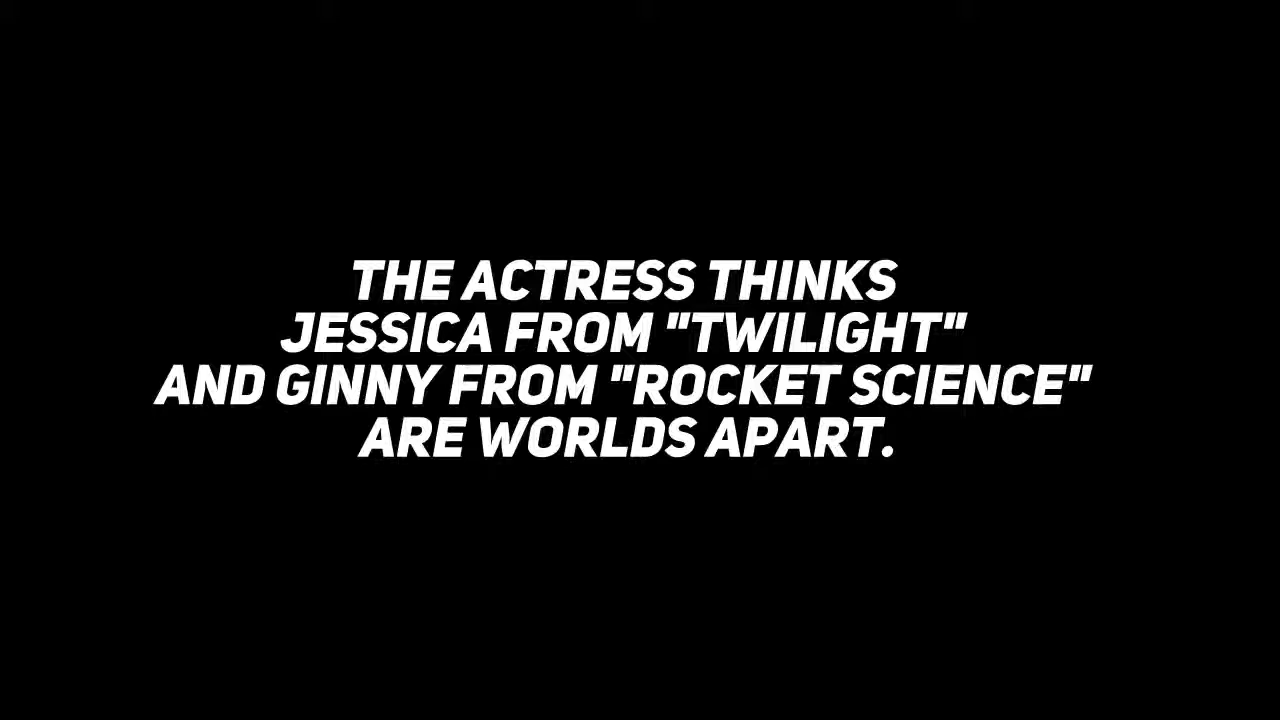 THE ACTRESS THINKS
JESSICA FROM "TWILIGHT"
AND GINNY FROM "ROCKET SCIENCE"
ARE WORLDS APART.